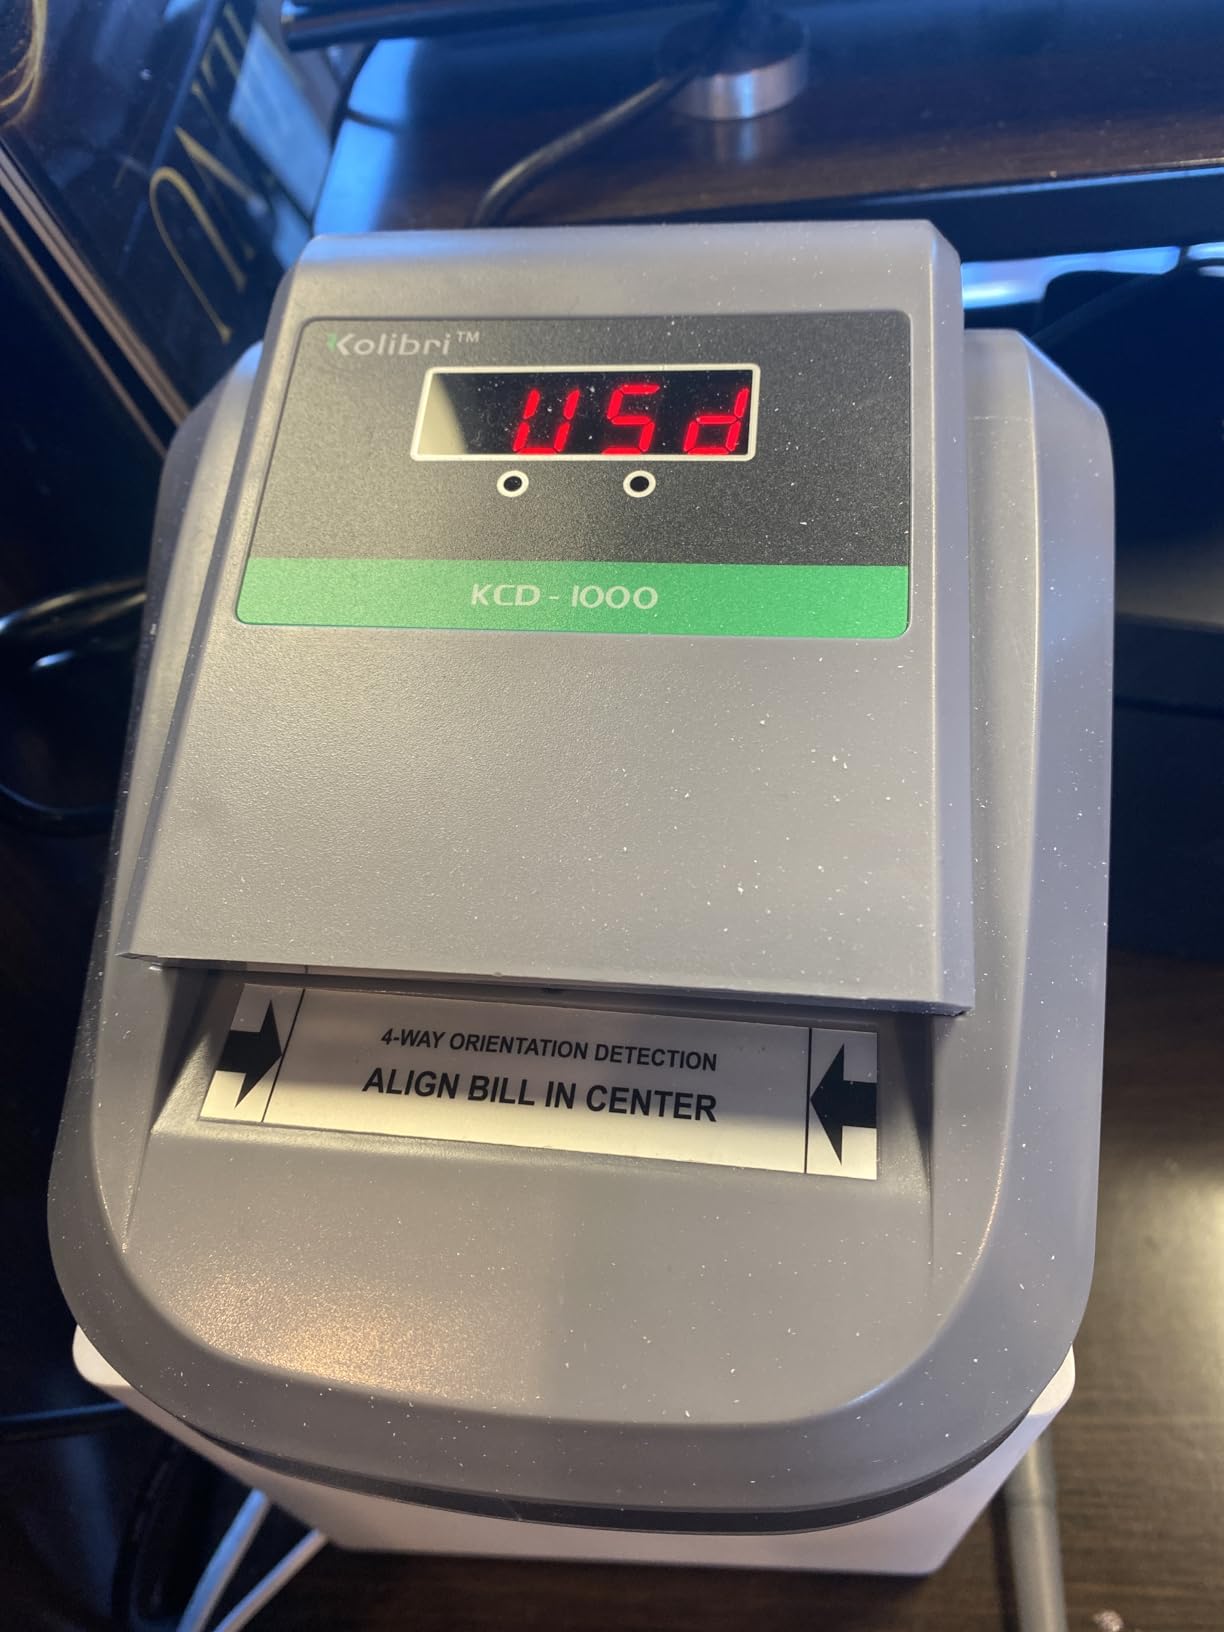 Kolibri™
USd
KCD - 1000
4-WAY ORIENTATION DETECTION
ALIGN BILL IN CENTER